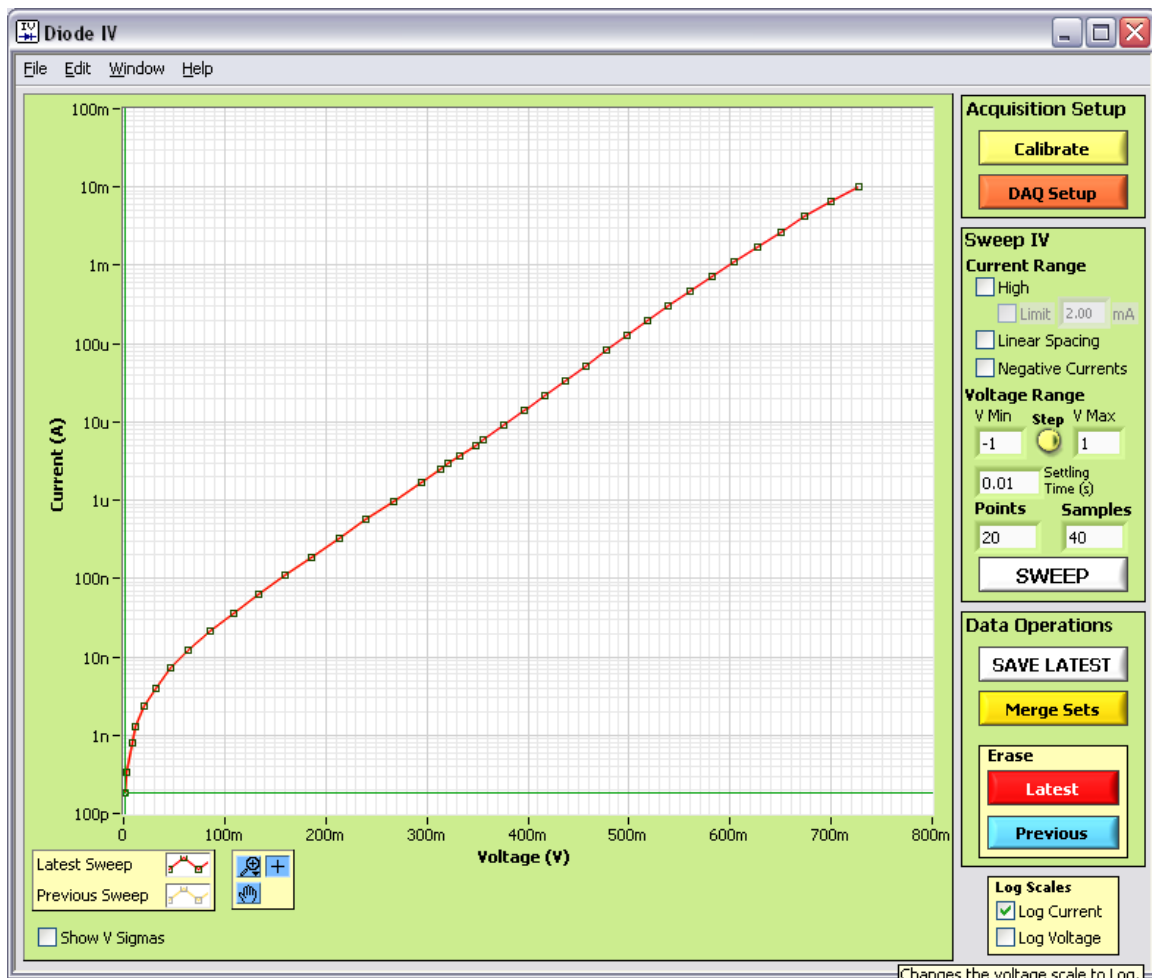 Diode IV
File Edit Window Help
100m
10m
1m
100u
10u
1u
100n
10n
1n
100p
Current (A)
0 100m 200m 300m 400m 500m 600m 700m 800m
Voltage (V)
Latest Sweep
Previous Sweep
Show V Sigmas
Acquisition Setup
Calibrate
DAQ Setup
Sweep IV
Current Range
High
Limit 2.00 mA
Linear Spacing
Negative Currents
Voltage Range
V Min Step V Max
-1 1
0.01 Settling
Time (s)
Points Samples
20 40
SWEEP
Data Operations
SAVE LATEST
Merge Sets
Erase
Latest
Previous
Log Scales
Log Current
Log Voltage
Changes the voltage scale to Log.